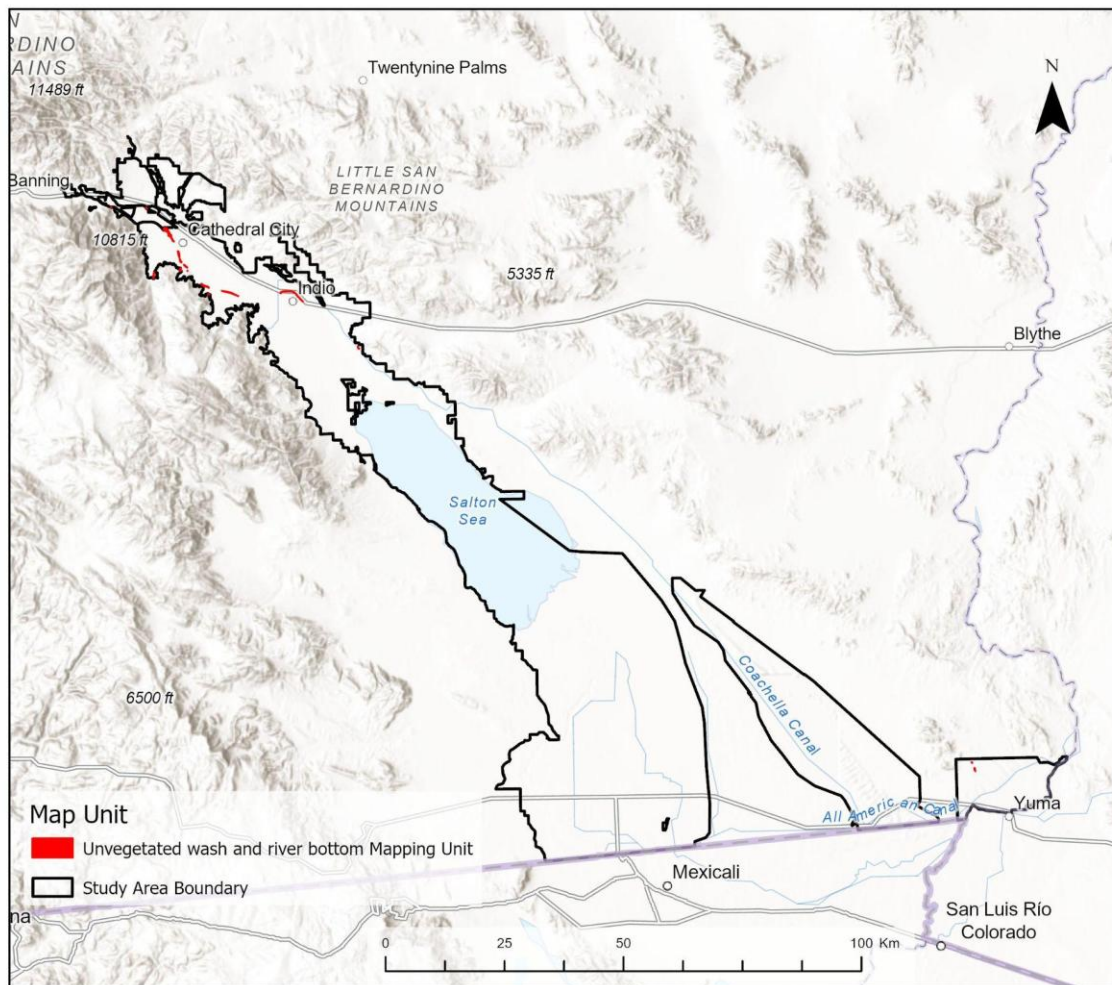 N
RDINO
AINS
11489 ft
Twentynine Palms
N
Banning
LITTLE SAN
BERNARDINO
MOUNTAINS
10815 ft
Cathedral City
5335 ft
Indio
Blythe
Salton
Sea
6500 ft
Coachella Canal
All American Canal
Yuma
Map Unit
Unvegetated wash and river bottom Mapping Unit
Study Area Boundary
Mexicali
na
San Luis Río
Colorado
0 25 50 100 Km